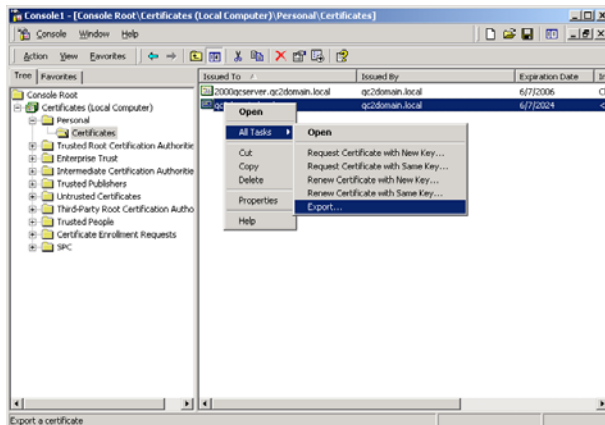 Console1 - [Console Root\Certificates (Local Computer)\Personal\Certificates]
Console Window Help
Action View Favorites
Tree Favorites
Console Root
Certificates (Local Computer)
Personal
Certificates
Trusted Root Certification Authoritie
Enterprise Trust
Intermediate Certification Authoritie
Trusted Publishers
Untrusted Certificates
Third-Party Root Certification Autho
Trusted People
Certificate Enrollment Requests
SPC
Issued To Issued By Expiration Date In
2000qcserver.qc2domain.local qc2domain.local 6/7/2006 Cl
qc2domain.local 6/7/2024 <
Open
All Tasks
Cut
Copy
Delete
Properties
Help
Open
Request Certificate with New Key...
Request Certificate with Same Key...
Renew Certificate with New Key...
Renew Certificate with Same Key...
Export...
Export a certificate